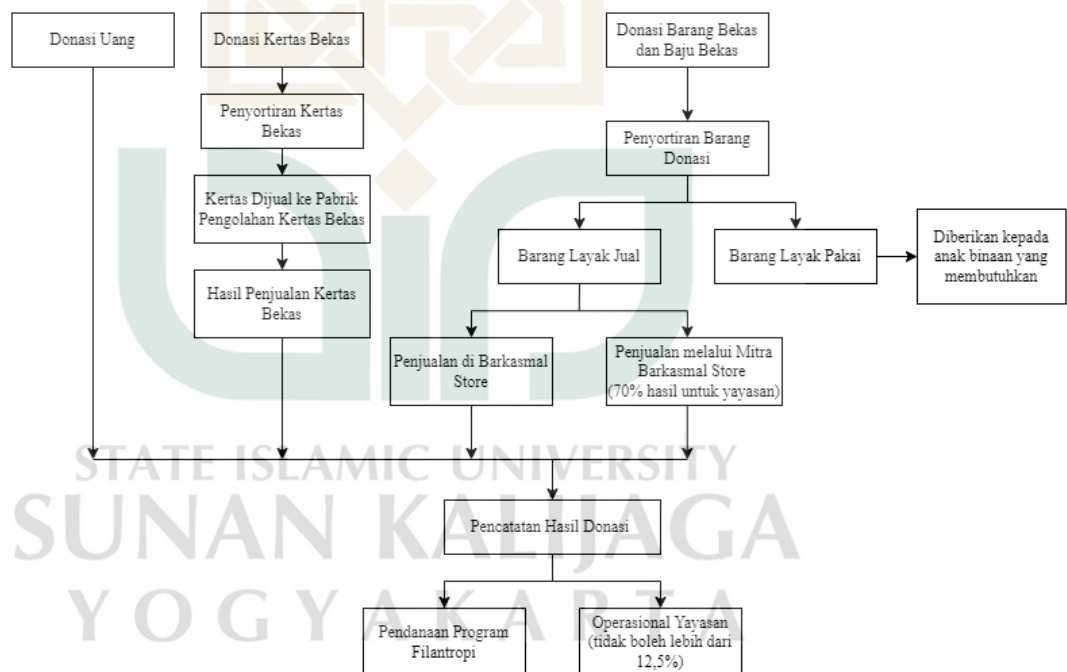 Donasi Uang
Donasi Kertas Bekas
Donasi Barang Bekas
dan Baju Bekas
Penyortiran Kertas
Bekas
Penyortiran Barang
Donasi
Kertas Dijual ke Pabrik
Pengolahan Kertas Bekas
Barang Layak Jual
Barang Layak Pakai
Diberikan kepada
anak binaan yang
membutuhkan
Hasil Penjualan Kertas
Bekas
Penjualan di Barkasmal
Store
Penjualan melalui Mitra
Barkasmal Store
(70% hasil untuk yayasan)
STATE ISLAMIC UNIVERSITY
SUNAN KALIJAGA
YOGYAKARTA
Pencatatan Hasil Donasi
Pendanaan Program
Filantropi
Operasional Yayasan
(tidak boleh lebih dari
12,5%)